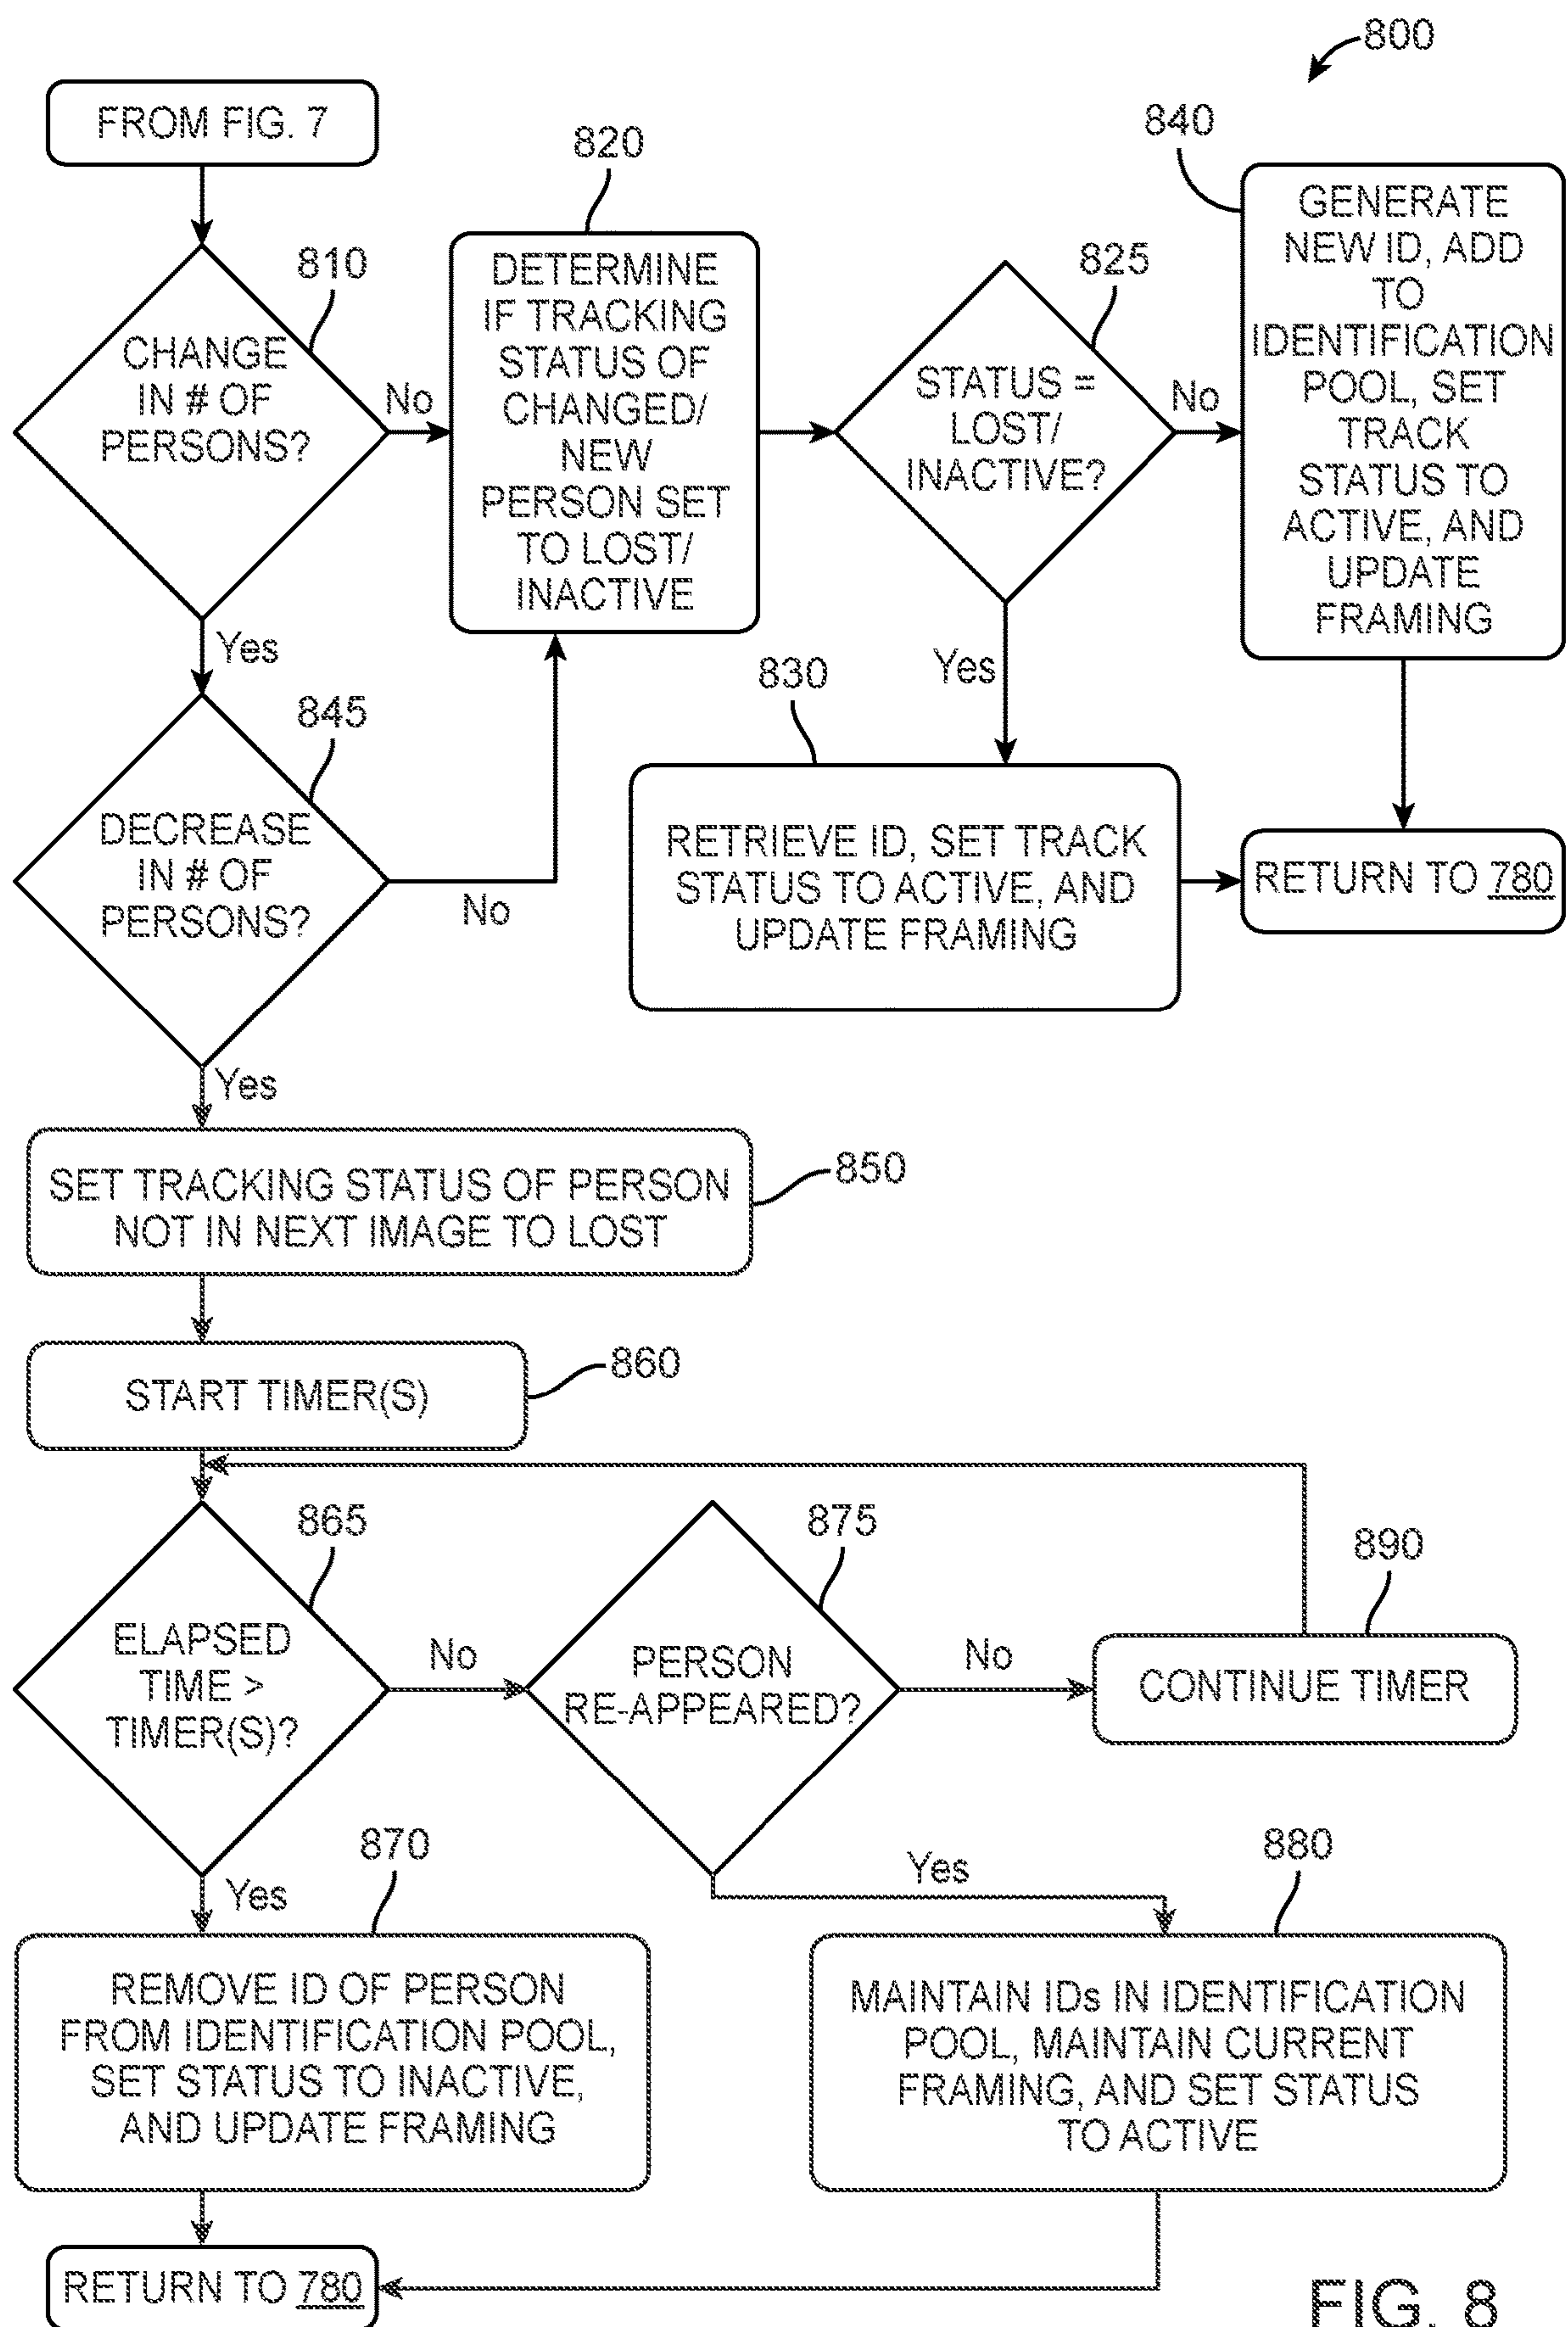 800
FROM FIG. 7
810
CHANGE
IN # OF
PERSONS?
No
Yes
820
DETERMINE
IF TRACKING
STATUS OF
CHANGED/
NEW
PERSON SET
TO LOST/
INACTIVE
825
STATUS =
LOST/
INACTIVE?
No
Yes
840
GENERATE
NEW ID, ADD
TO
IDENTIFICATION
POOL, SET
TRACK
STATUS TO
ACTIVE, AND
UPDATE
FRAMING
830
RETRIEVE ID, SET TRACK
STATUS TO ACTIVE, AND
UPDATE FRAMING
RETURN TO 780
845
DECREASE
IN # OF
PERSONS?
No
Yes
850
SET TRACKING STATUS OF PERSON
NOT IN NEXT IMAGE TO LOST
860
START TIMER(S)
865
ELAPSED
TIME >
TIMER(S)?
No
Yes
875
PERSON
RE-APPEARED?
No
Yes
890
CONTINUE TIMER
870
REMOVE ID OF PERSON
FROM IDENTIFICATION POOL,
SET STATUS TO INACTIVE,
AND UPDATE FRAMING
880
MAINTAIN IDs IN IDENTIFICATION
POOL, MAINTAIN CURRENT
FRAMING, AND SET STATUS
TO ACTIVE
RETURN TO 780
FIG. 8